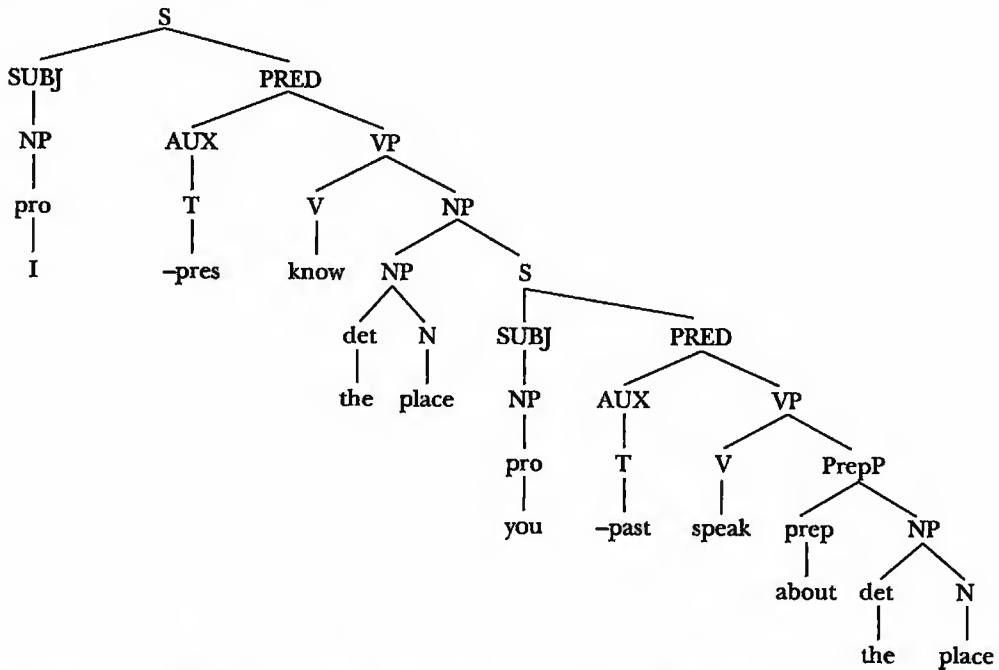 S
SUBJ PRED
NP AUX VP
pro T V NP
I –pres know NP S
det N SUBJ PRED
the place NP AUX VP
pro T V PrepP
you –past speak prep NP
about det N
the place